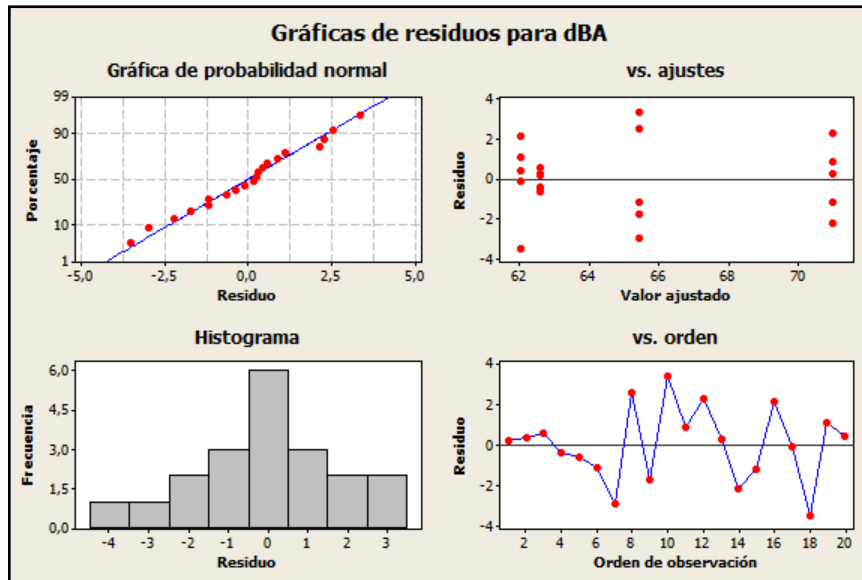 Gráficas de residuos para dBA
Gráfica de probabilidad normal
99
90
50
10
1
Porcentaje
-5,0 -2,5 0,0 2,5 5,0
Residuo
vs. ajustes
4
2
0
-2
-4
Residuo
62 64 66 68 70
Valor ajustado
Histograma
6,0
4,5
3,0
1,5
0,0
Frecuencia
-4 -3 -2 -1 0 1 2 3
Residuo
vs. orden
4
2
0
-2
-4
Residuo
2 4 6 8 10 12 14 16 18 20
Orden de observación